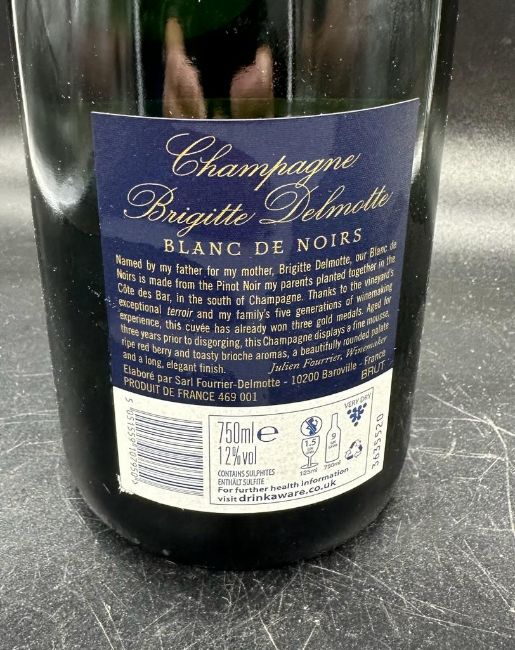 Champagne
Brigitte Delmotte
BLANC DE NOIRS
Named by my father for my mother, Brigitte Delmotte, our Blanc de
Noirs is made from the Pinot Noir my parents planted together in the
Côte des Bar, in the south of Champagne. Thanks to the vineyard's
exceptional terroir and my family's five generations of winemaking
experience, this cuvée has already won three gold medals. Aged for
three years prior to disgorging, this Champagne displays a fine mousse,
ripe red berry and toasty brioche aromas, a beautifully rounded palate
and a long, elegant finish.
Julien Fourrier, Winemaker
Elaboré par Sarl Fourrier-Delmotte - 10200 Baroville - France
PRODUIT DE FRANCE 469 001
BRUT
750ml e
12% vol
CONTAINS SULPHITES
ENTHÄLT SULFITE
For further health information
visit drinkaware.co.uk
1.5
125ml
9
750ml
VERY DRY
3635520